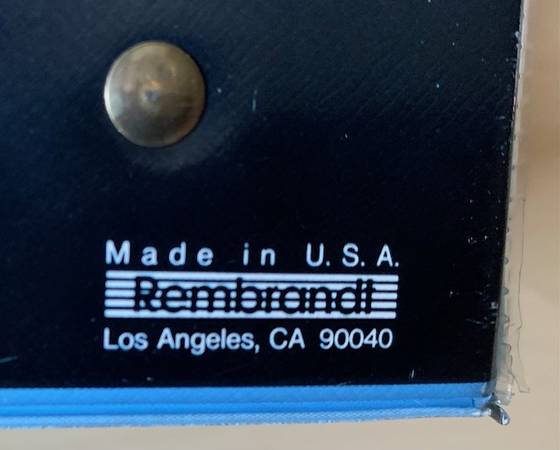 Made in U.S.A.
Rembrandt
Los Angeles, CA 90040